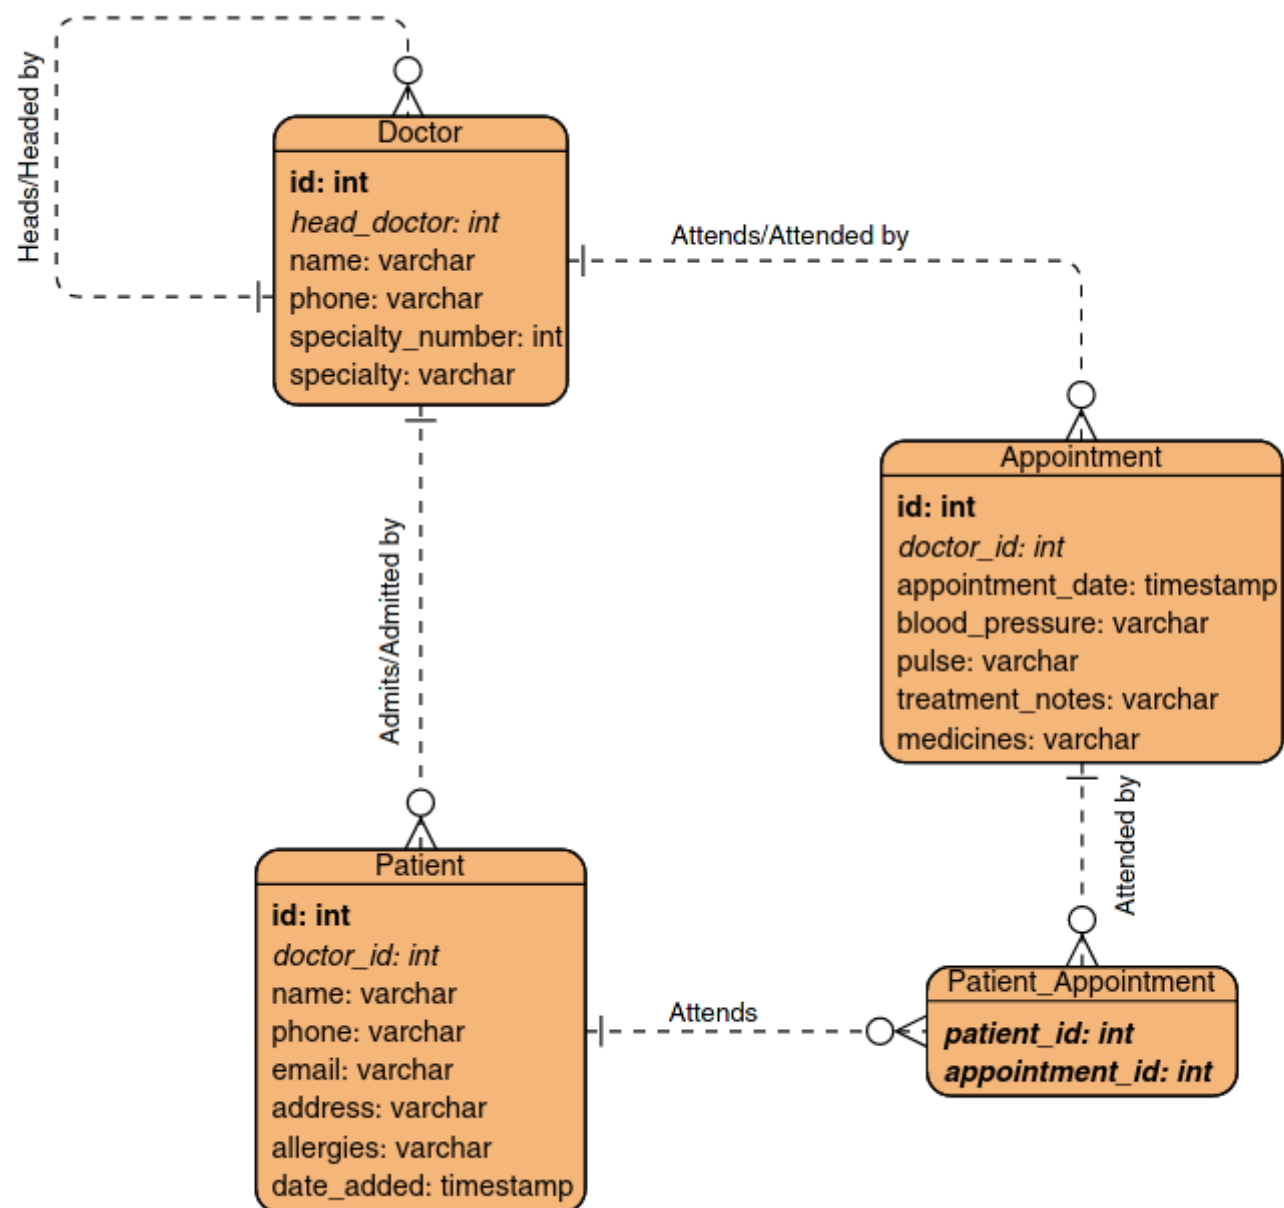 Heads/Headed by
Doctor
id: int
head_doctor: int
name: varchar
phone: varchar
specialty_number: int
specialty: varchar
Attends/Attended by
Appointment
id: int
doctor_id: int
appointment_date: timestamp
blood_pressure: varchar
pulse: varchar
treatment_notes: varchar
medicines: varchar
Admits/Admitted by
Attended by
Patient
id: int
doctor_id: int
name: varchar
phone: varchar
email: varchar
address: varchar
allergies: varchar
date_added: timestamp
Attends
Patient_Appointment
patient_id: int
appointment_id: int